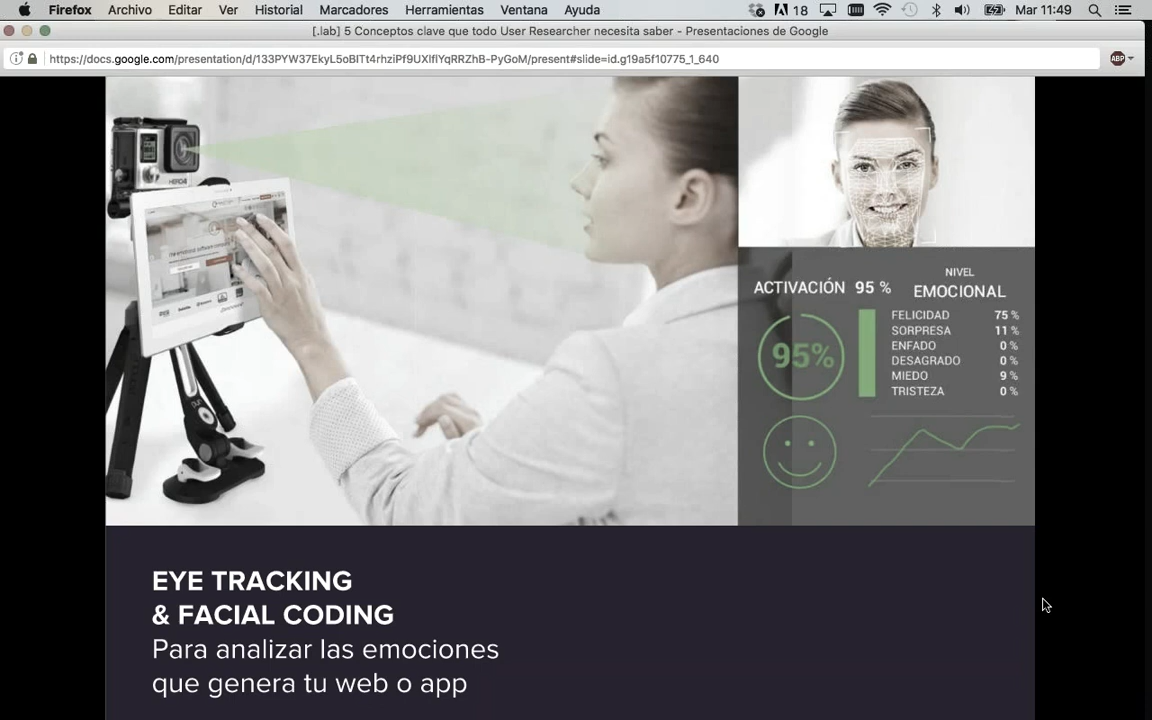 Firefox Archivo Editar Ver Historial Marcadores Herramientas Ventana Ayuda 18 Mar 11:49
[.lab] 5 Conceptos clave que todo User Researcher necesita saber - Presentaciones de Google
https://docs.google.com/presentation/d/133PYW37EkyL5oBITt4rhziPf9UXlflYqRRZhB-PyGoM/present#slide=id.g19a5f10775_1_640
ABP
HERO4
ACTIVACIÓN 95 %
NIVEL
EMOCIONAL
95%
FELICIDAD 75 %
SORPRESA 11 %
ENFADO 0 %
DESAGRADO 0 %
MIEDO 9 %
TRISTEZA 0 %
EYE TRACKING
& FACIAL CODING
Para analizar las emociones
que genera tu web o app